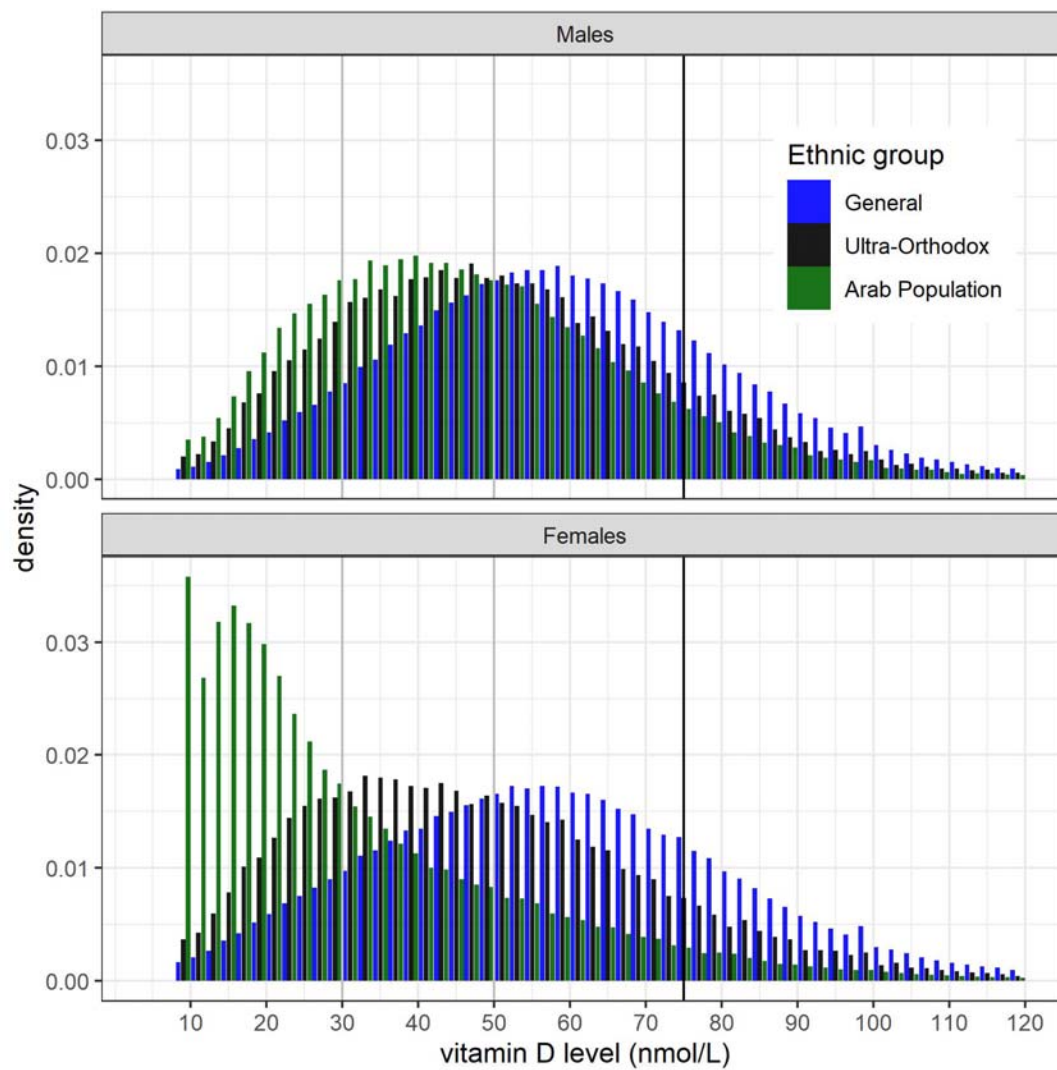 Males
0.03
0.02
0.01
0.00
Ethnic group
General
Ultra-Orthodox
Arab Population
density
Females
0.03
0.02
0.01
0.00
10 20 30 40 50 60 70 80 90 100 110 120
vitamin D level (nmol/L)